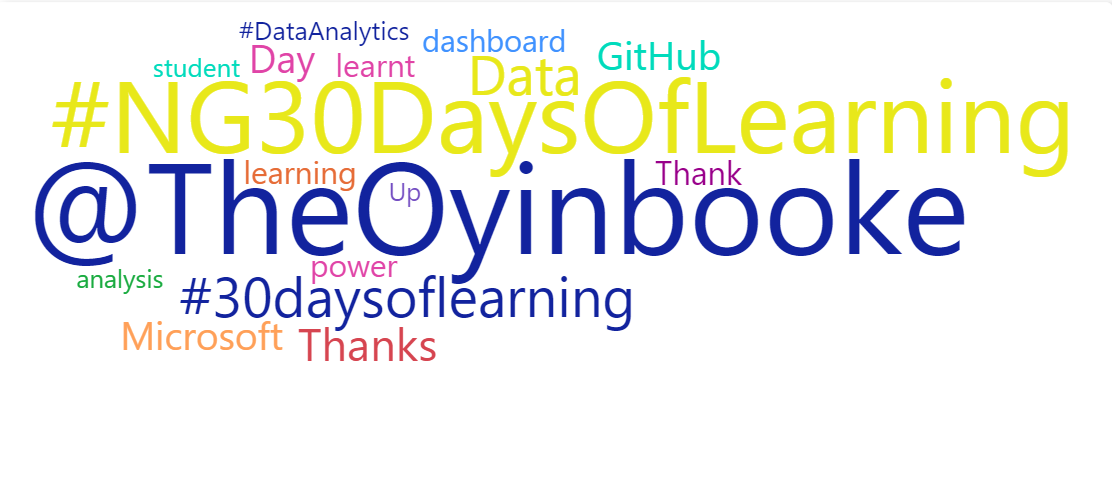 #DataAnalytics
dashboard
GitHub
student
Day
learnt
Data
#NG30DaysOfLearning
learning
Thank
@TheOyinbooke
Up
analysis
power
#30daysoflearning
Microsoft
Thanks